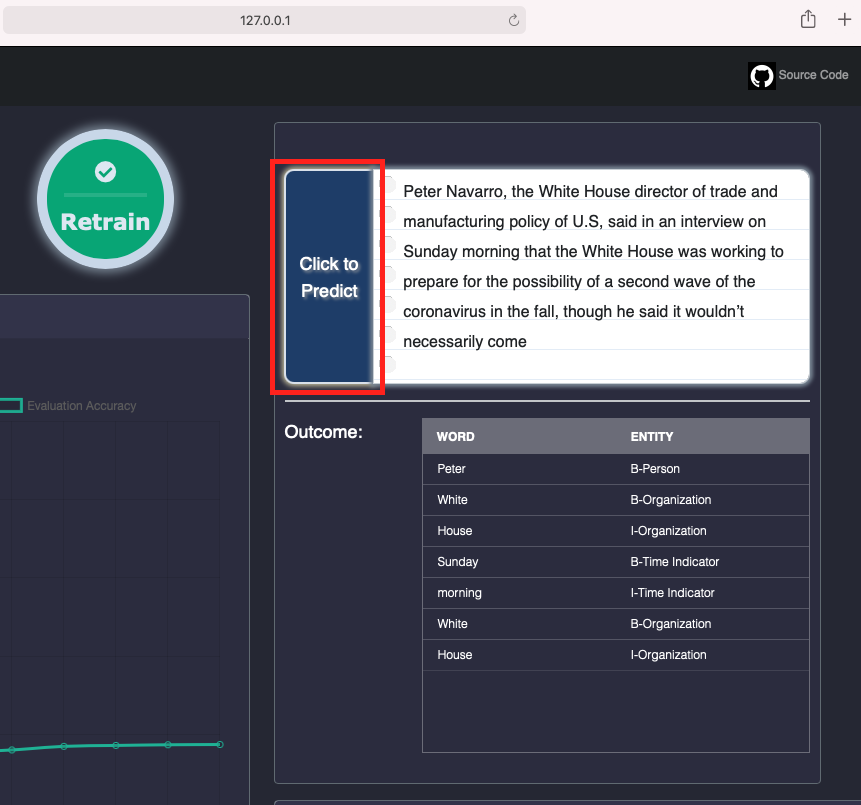 127.0.0.1
Source Code
Retrain
Click to
Predict
Peter Navarro, the White House director of trade and
manufacturing policy of U.S, said in an interview on
Sunday morning that the White House was working to
prepare for the possibility of a second wave of the
coronavirus in the fall, though he said it wouldn’t
necessarily come
Evaluation Accuracy
Outcome:
WORD ENTITY
Peter B-Person
White B-Organization
House I-Organization
Sunday B-Time Indicator
morning I-Time Indicator
White B-Organization
House I-Organization